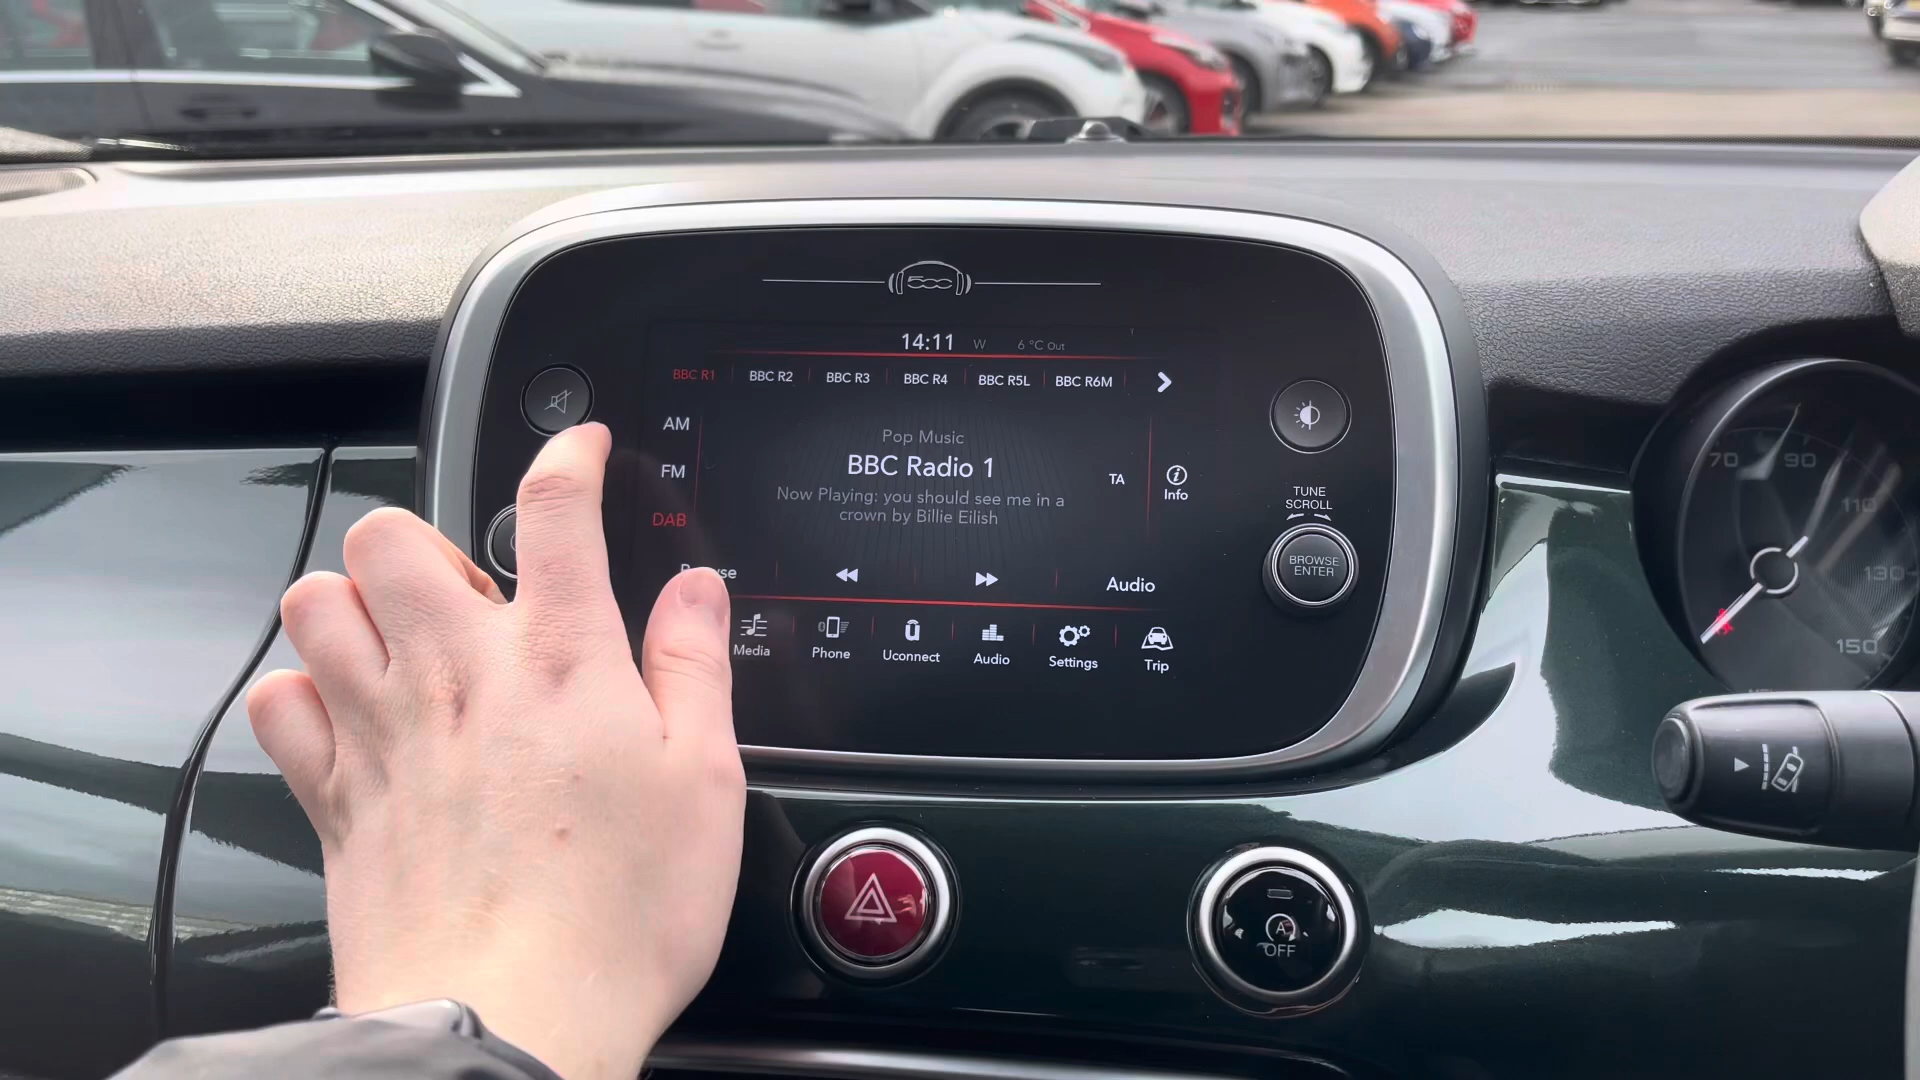 500
14:11 W 6 °C Out
BBC R1 BBC R2 BBC R3 BBC R4 BBC R5L BBC R6M
AM
FM
DAB
Pop Music
BBC Radio 1
Now Playing: you should see me in a
crown by Billie Eilish
TA
Info
Audio
Media Phone Uconnect Audio Settings Trip
TUNE
SCROLL
BROWSE
ENTER
A
OFF
70 90
110
130
150